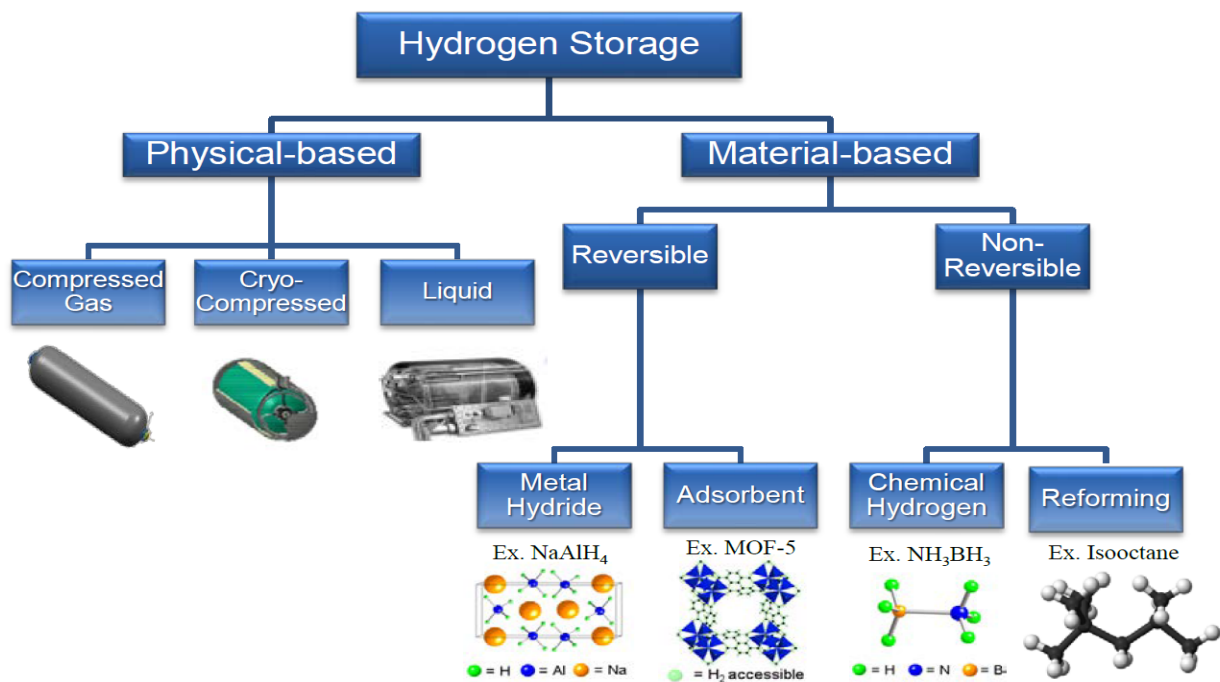 Hydrogen Storage
Physical-based
Material-based
Compressed
Gas
Cryo-
Compressed
Liquid
Reversible
Non-
Reversible
Metal
Hydride
Adsorbent
Chemical
Hydrogen
Reforming
Ex. NaAlH₄
Ex. MOF-5
Ex. NH₃BH₃
Ex. Isooctane
= H = Al = Na
= H₂ accessible
= H = N = B